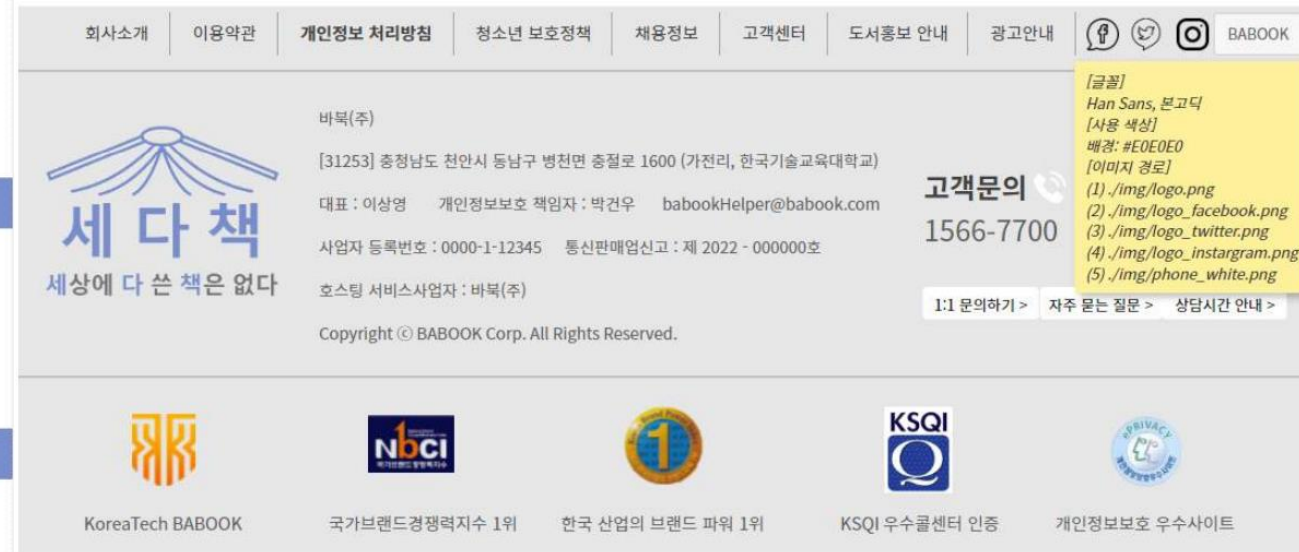 회사소개 이용약관 개인정보 처리방침 청소년 보호정책 채용정보 고객센터 도서홍보 안내 광고안내 BABOOK
[글꼴]
Han Sans, 본고딕
[사용 색상]
배경: #E0E0E0
[이미지 경로]
(1) ./img/logo.png
(2) ./img/logo_facebook.png
(3) ./img/logo_twitter.png
(4) ./img/logo_instargram.png
(5) ./img/phone_white.png
세 다 책
세상에 다 쓴 책은 없다
바북(주)
[31253] 충청남도 천안시 동남구 병천면 충절로 1600 (가전리, 한국기술교육대학교)
대표 : 이상영 개인정보보호 책임자 : 박건우 babookHelper@babook.com
사업자 등록번호 : 0000-1-12345 통신판매업신고 : 제 2022 - 000000호
호스팅 서비스사업자 : 바북(주)
Copyright ⓒ BABOOK Corp. All Rights Reserved.
고객문의
1566-7700
1:1 문의하기 > 자주 묻는 질문 > 상담시간 안내 >
NbCI
국가브랜드경쟁력지수
1
KSQI
Q
ePRIVACY
KoreaTech BABOOK
국가브랜드경쟁력지수 1위
한국 산업의 브랜드 파워 1위
KSQI 우수콜센터 인증
개인정보보호 우수사이트